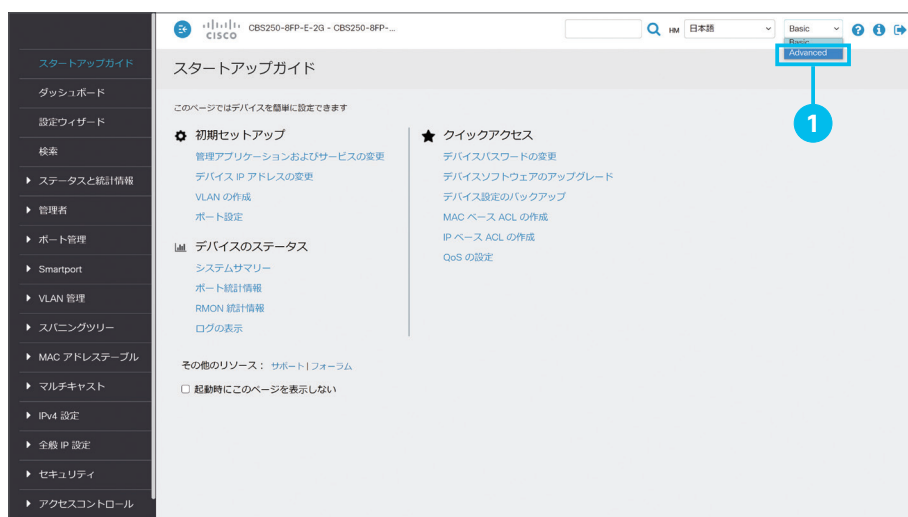 CISCO
CBS250-8FP-E-2G - CBS250-8FP-...
HM
日本語
Basic
Basic
Advanced
1
スタートアップガイド
ダッシュボード
設定ウィザード
検索
ステータスと統計情報
管理者
ポート管理
Smartport
VLAN 管理
スパニングツリー
MAC アドレステーブル
マルチキャスト
IPv4 設定
全般 IP 設定
セキュリティ
アクセスコントロール
スタートアップガイド
このページではデバイスを簡単に設定できます
初期セットアップ
管理アプリケーションおよびサービスの変更
デバイス IP アドレスの変更
VLAN の作成
ポート設定
デバイスのステータス
システムサマリー
ポート統計情報
RMON 統計情報
ログの表示
クイックアクセス
デバイスパスワードの変更
デバイスソフトウェアのアップグレード
デバイス設定のバックアップ
MAC ベース ACL の作成
IP ベース ACL の作成
QoS の設定
その他のリソース： サポート | フォーラム
起動時にこのページを表示しない